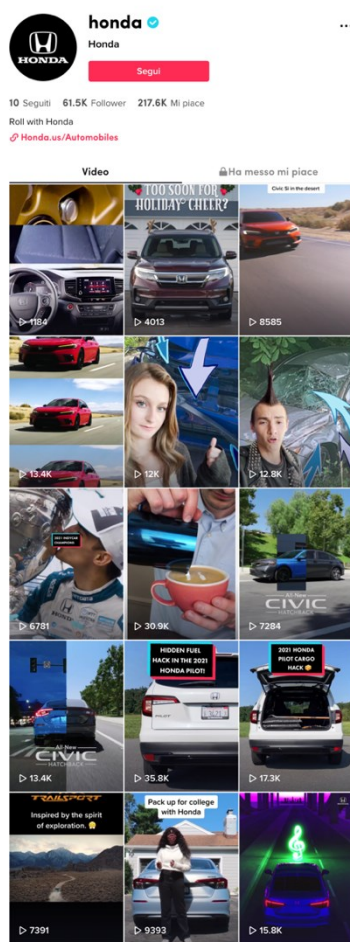 honda
Honda
HONDA
Segui
10 Seguiti 61.5K Follower 217.6K Mi piace
Roll with Honda
Honda.us/Automobiles
Video
Ha messo mi piace
1184
TOO SOON FOR
HOLIDAY CHEER?
4013
Civic Si in the desert
8585
13.4K
12K
12.8K
2021 INDYCAR
CHAMPIONS
6781
30.9K
All-New
CIVIC
HATCHBACK
7284
All-New
CIVIC
HATCHBACK
13.4K
HIDDEN FUEL
HACK IN THE 2021
HONDA PILOT!
PILOT
35.8K
2021 HONDA
PILOT CARGO
HACK 🤯
17.3K
TRAILSPORT
Inspired by the spirit
of exploration.
7391
Pack up for college
with Honda
9393
15.8K